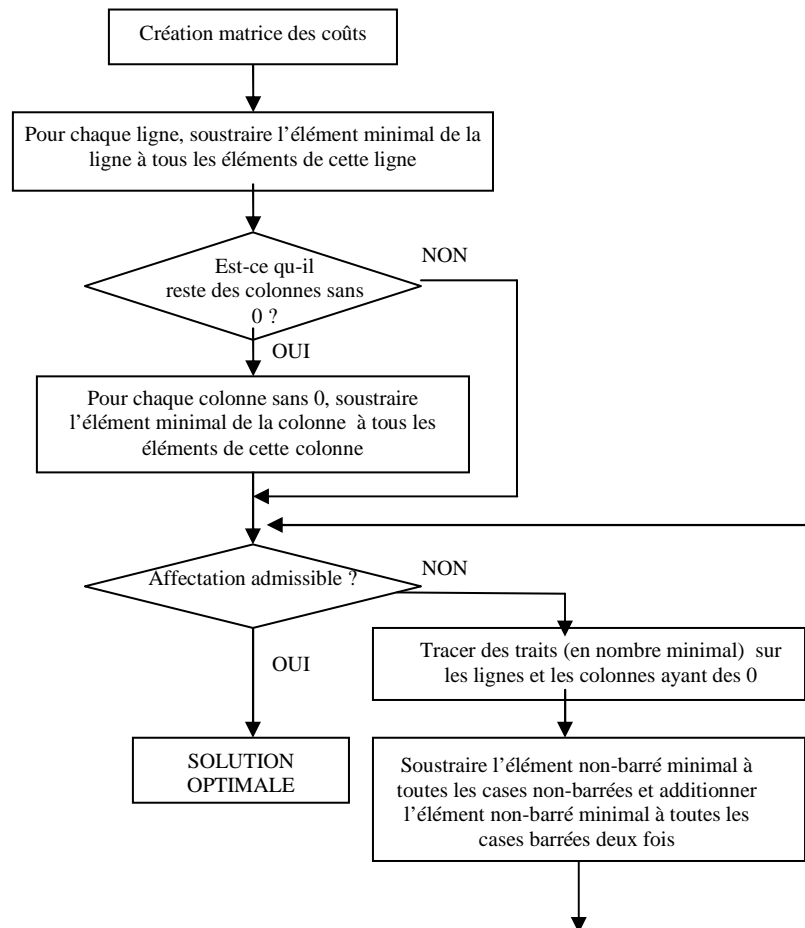 Création matrice des coûts
Pour chaque ligne, soustraire l'élément minimal de la
ligne à tous les éléments de cette ligne
NON
Est-ce qu-il
reste des colonnes sans
0 ?
OUI
Pour chaque colonne sans 0, soustraire
l'élément minimal de la colonne à tous les
éléments de cette colonne
Affectation admissible ?
NON
Tracer des traits (en nombre minimal) sur
les lignes et les colonnes ayant des 0
OUI
SOLUTION
OPTIMALE
Soustraire l'élément non-barré minimal à
toutes les cases non-barrées et additionner
l'élément non-barré minimal à toutes les
cases barrées deux fois